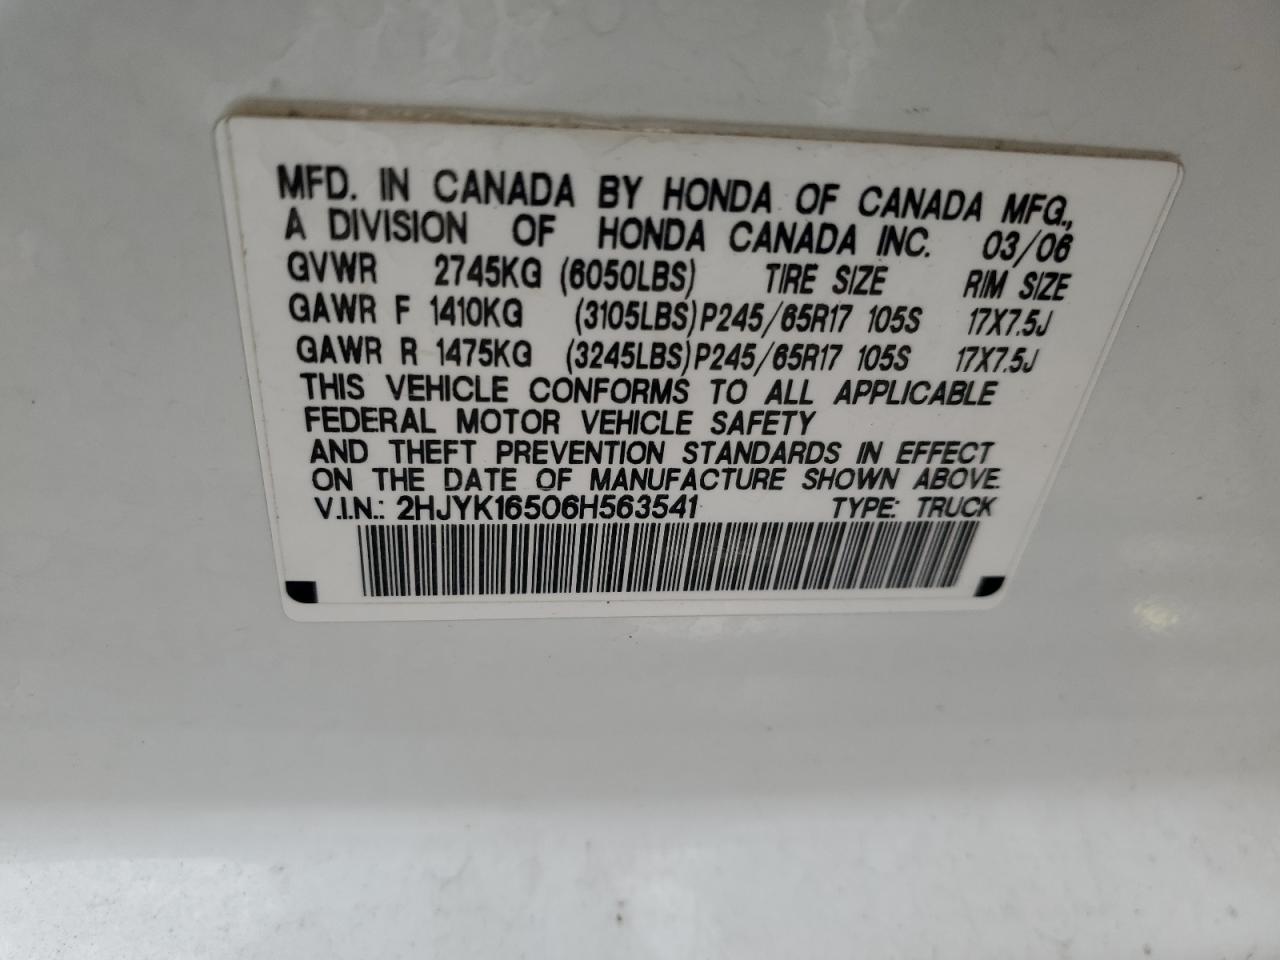 MFD. IN CANADA BY HONDA OF CANADA MFG.,
A DIVISION OF HONDA CANADA INC. 03/06
GVWR 2745KG (6050LBS) TIRE SIZE RIM SIZE
GAWR F 1410KG (3105LBS) P245/65R17 105S 17X7.5J
GAWR R 1475KG (3245LBS) P245/65R17 105S 17X7.5J
THIS VEHICLE CONFORMS TO ALL APPLICABLE
FEDERAL MOTOR VEHICLE SAFETY
AND THEFT PREVENTION STANDARDS IN EFFECT
ON THE DATE OF MANUFACTURE SHOWN ABOVE.
V.I.N.: 2HJYK16506H563541 TYPE: TRUCK